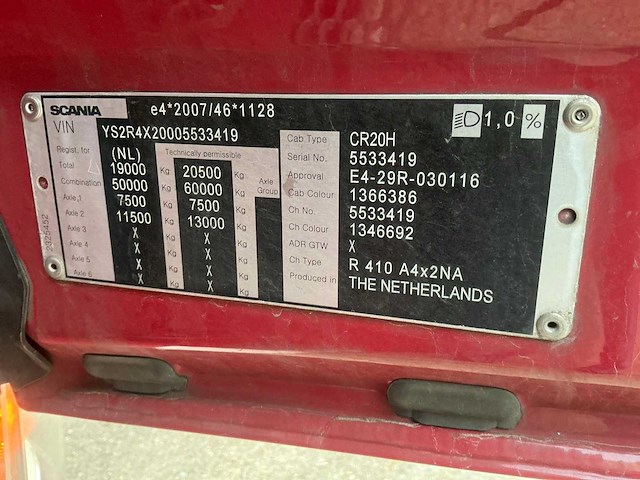 SCANIA e4*2007/46*1128 1,0 %
VIN YS2R4X20005533419
Regist. for (NL) Technically permissible
Total 19000 Kg 20500 Kg
Combination 50000 Kg 60000 Kg Axle Group
Axle 1 7500 Kg 7500 Kg
Axle 2 11500 Kg 13000 Kg
Axle 3 X Kg X Kg
Axle 4 X Kg X Kg
Axle 5 X Kg X Kg
Axle 6 X Kg X Kg
Cab Type CR20H
Serial No. 5533419
Approval E4-29R-030116
Cab Colour 1366386
Ch No. 5533419
Ch Colour 1346692
ADR GTW X
Ch Type R 410 A4x2NA
Produced in THE NETHERLANDS
2325452